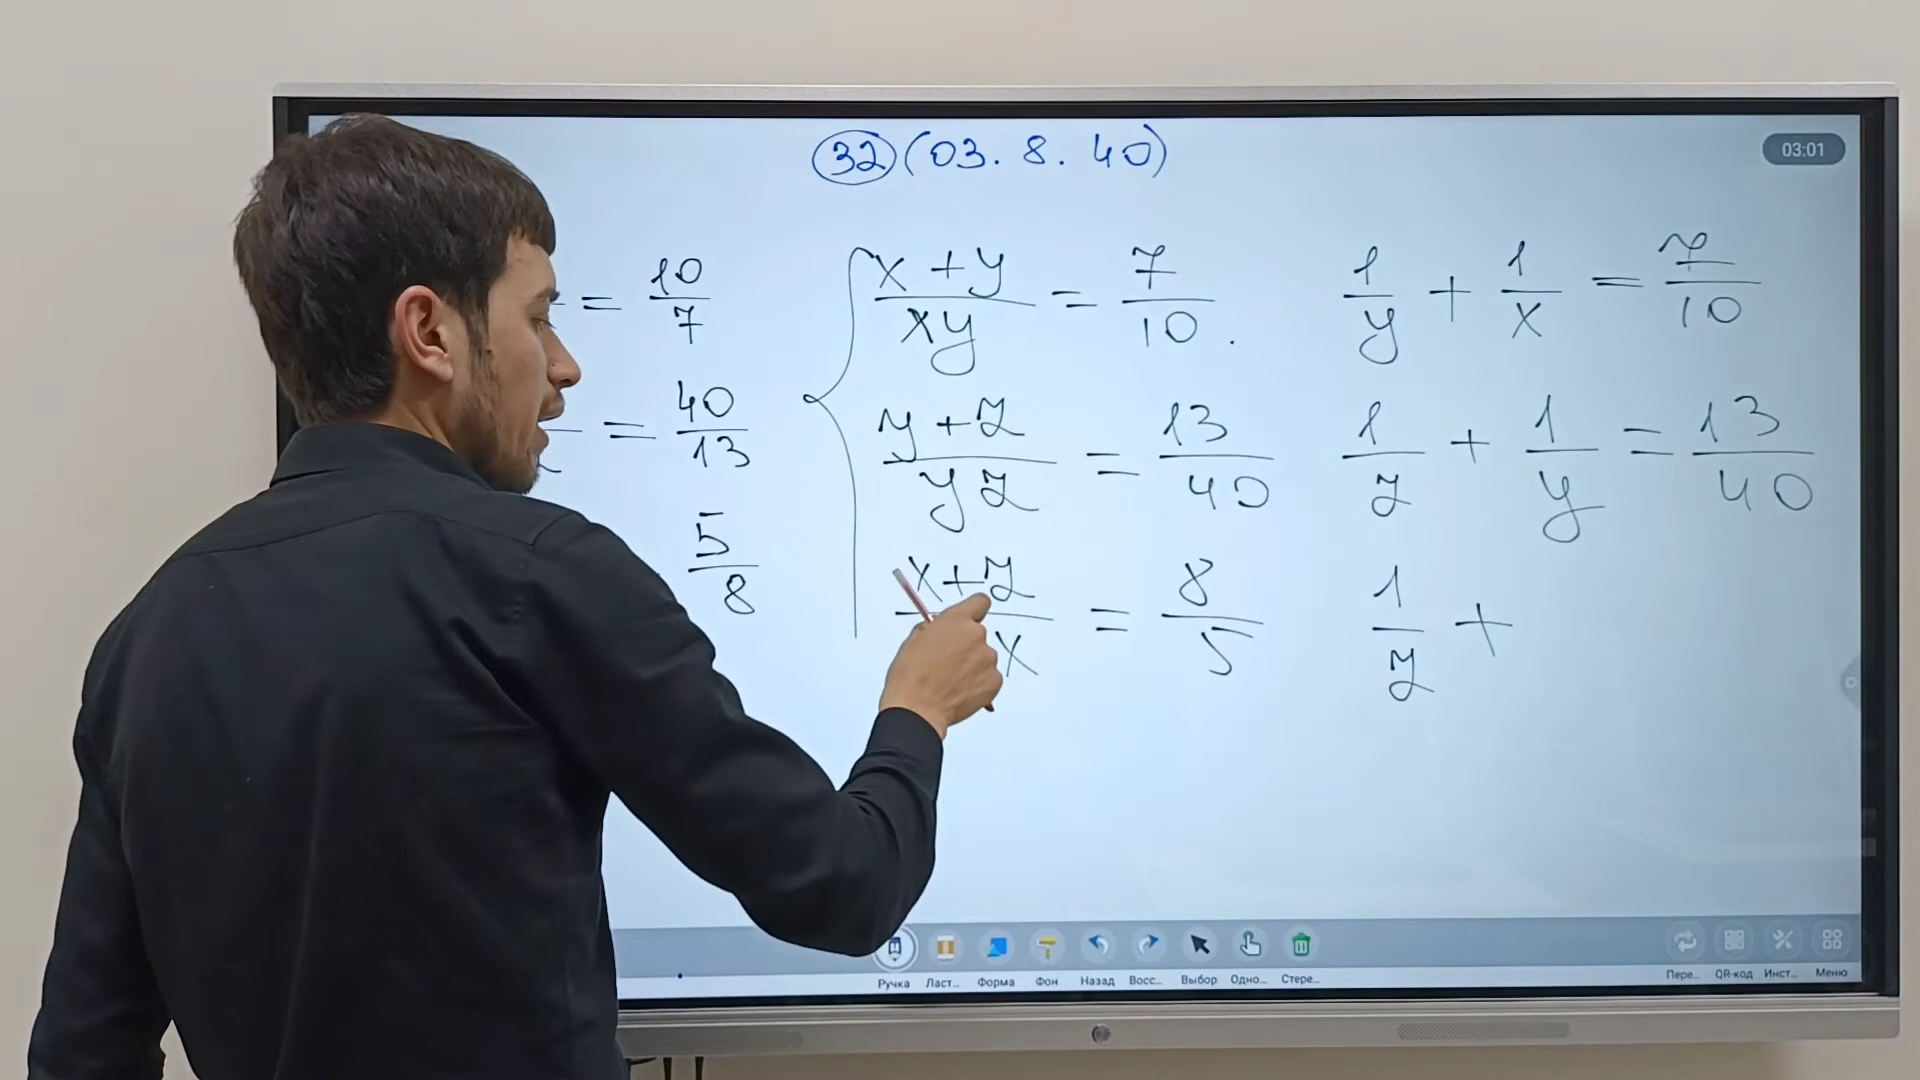 32 (03. 8. 40)
03:01
= 10/7
= 40/13
5/8
x+y/xy = 7/10.
y+z/yz = 13/40
x+z/x = 8/5
1/y + 1/x = 7/10
1/z + 1/y = 13/40
1/z +
Ручка Ласт... Форма Фон Назад Восс... Выбор Одно... Стере... Пере... QR-код Инст... Меню